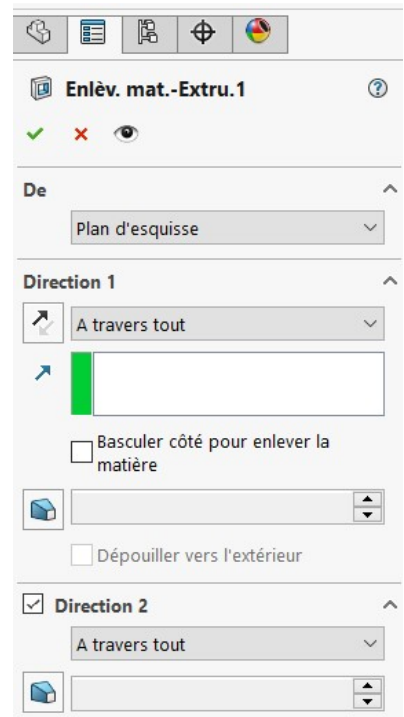 Enlèv. mat.-Extru.1
De
Plan d'esquisse
Direction 1
A travers tout
Basculer côté pour enlever la
matière
Dépouiller vers l'extérieur
Direction 2
A travers tout